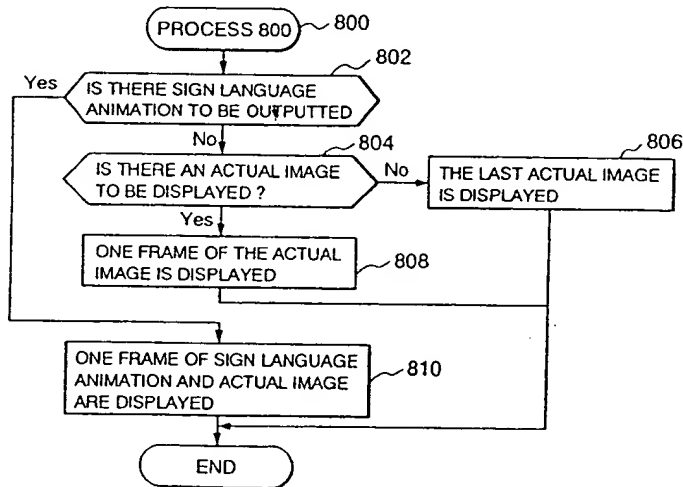 PROCESS 800
800
802
Yes
IS THERE SIGN LANGUAGE
ANIMATION TO BE OUTPUTTED
No
804
IS THERE AN ACTUAL IMAGE
TO BE DISPLAYED ?
No
806
THE LAST ACTUAL IMAGE
IS DISPLAYED
Yes
ONE FRAME OF THE ACTUAL
IMAGE IS DISPLAYED
808
ONE FRAME OF SIGN LANGUAGE
ANIMATION AND ACTUAL IMAGE
ARE DISPLAYED
810
END